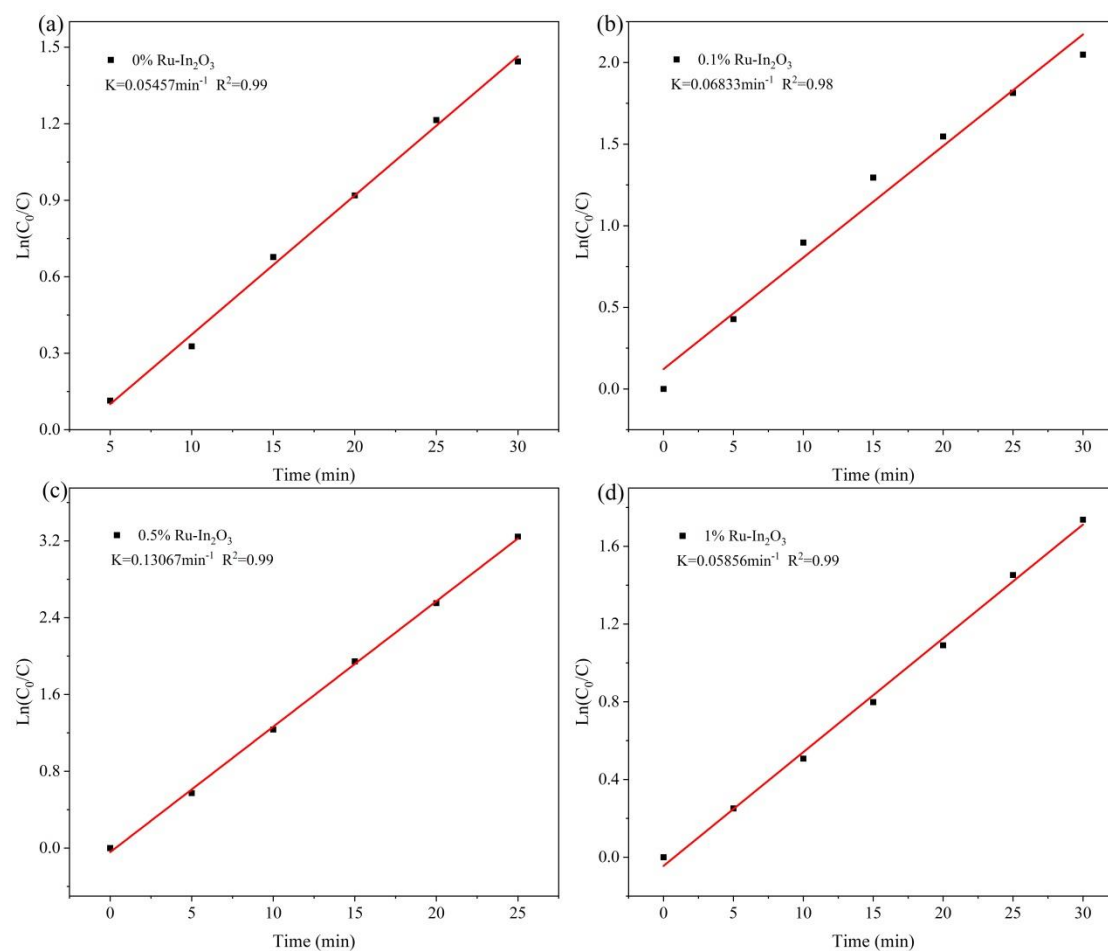 (a)
0% Ru-In₂O₃
K=0.05457min⁻¹ R²=0.99
1.5
1.2
0.9
0.6
0.3
0.0
Ln(C₀/C)
5 10 15 20 25 30
Time (min)
(b)
0.1% Ru-In₂O₃
K=0.06833min⁻¹ R²=0.98
2.0
1.5
1.0
0.5
0.0
Ln(C₀/C)
0 5 10 15 20 25 30
Time (min)
(c)
0.5% Ru-In₂O₃
K=0.13067min⁻¹ R²=0.99
3.2
2.4
1.6
0.8
0.0
Ln(C₀/C)
0 5 10 15 20 25
Time (min)
(d)
1% Ru-In₂O₃
K=0.05856min⁻¹ R²=0.99
1.6
1.2
0.8
0.4
0.0
Ln(C₀/C)
0 5 10 15 20 25 30
Time (min)